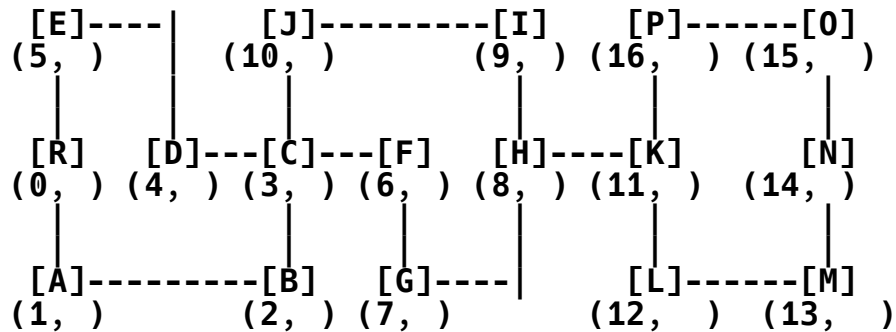 [E]----| [J]---------[I] [P]------[O]
(5, ) | (10, ) (9, ) (16, ) (15, )
| | | | | |
[R] [D]---[C]---[F] [H]----[K] [N]
(0, ) (4, ) (3, ) (6, ) (8, ) (11, ) (14, )
| | | | | |
[A]---------[B] [G]----| [L]------[M]
(1, ) (2, ) (7, ) (12, ) (13, )